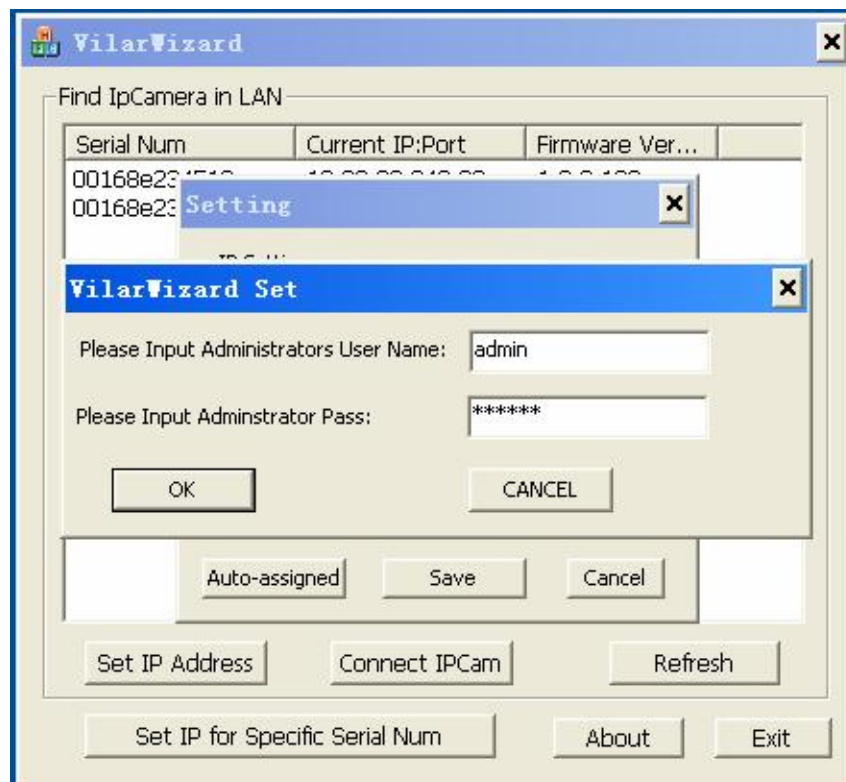 VilarWizard
Find IpCamera in LAN
Serial Num Current IP:Port Firmware Ver...
00168e234519
00168e23
Setting
VilarWizard Set
Please Input Administrators User Name: admin
Please Input Adminstrator Pass: ******
OK CANCEL
Auto-assigned Save Cancel
Set IP Address Connect IPCam Refresh
Set IP for Specific Serial Num About Exit